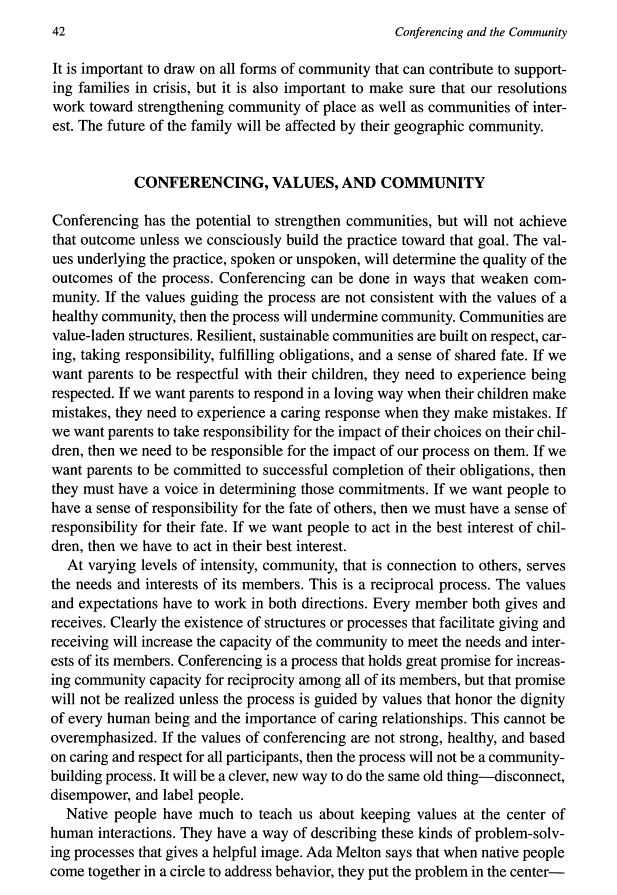 42
Conferencing and the Community
It is important to draw on all forms of community that can contribute to support-
ing families in crisis, but it is also important to make sure that our resolutions
work toward strengthening community of place as well as communities of inter-
est. The future of the family will be affected by their geographic community.
CONFERENCING, VALUES, AND COMMUNITY
Conferencing has the potential to strengthen communities, but will not achieve
that outcome unless we consciously build the practice toward that goal. The val-
ues underlying the practice, spoken or unspoken, will determine the quality of the
outcomes of the process. Conferencing can be done in ways that weaken com-
munity. If the values guiding the process are not consistent with the values of a
healthy community, then the process will undermine community. Communities are
value-laden structures. Resilient, sustainable communities are built on respect, car-
ing, taking responsibility, fulfilling obligations, and a sense of shared fate. If we
want parents to be respectful with their children, they need to experience being
respected. If we want parents to respond in a loving way when their children make
mistakes, they need to experience a caring response when they make mistakes. If
we want parents to take responsibility for the impact of their choices on their chil-
dren, then we need to be responsible for the impact of our process on them. If we
want parents to be committed to successful completion of their obligations, then
they must have a voice in determining those commitments. If we want people to
have a sense of responsibility for the fate of others, then we must have a sense of
responsibility for their fate. If we want people to act in the best interest of chil-
dren, then we have to act in their best interest.
At varying levels of intensity, community, that is connection to others, serves
the needs and interests of its members. This is a reciprocal process. The values
and expectations have to work in both directions. Every member both gives and
receives. Clearly the existence of structures or processes that facilitate giving and
receiving will increase the capacity of the community to meet the needs and inter-
ests of its members. Conferencing is a process that holds great promise for increas-
ing community capacity for reciprocity among all of its members, but that promise
will not be realized unless the process is guided by values that honor the dignity
of every human being and the importance of caring relationships. This cannot be
overemphasized. If the values of conferencing are not strong, healthy, and based
on caring and respect for all participants, then the process will not be a community-
building process. It will be a clever, new way to do the same old thing—disconnect,
disempower, and label people.
Native people have much to teach us about keeping values at the center of
human interactions. They have a way of describing these kinds of problem-solv-
ing processes that gives a helpful image. Ada Melton says that when native people
come together in a circle to address behavior, they put the problem in the center—